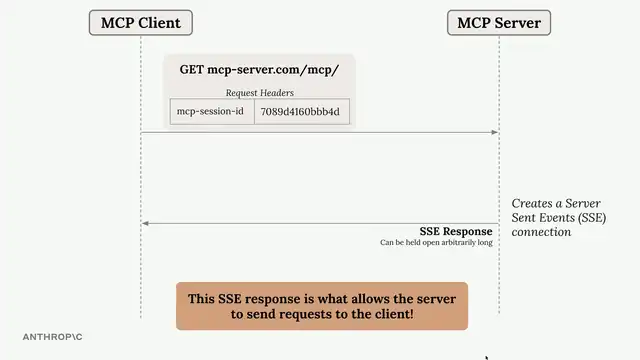 MCP Client
MCP Server
GET mcp-server.com/mcp/
Request Headers
mcp-session-id
7089d4160bbb4d
Creates a Server
Sent Events (SSE)
connection
SSE Response
Can be held open arbitrarily long
This SSE response is what allows the server
to send requests to the client!
ANTHROP\C